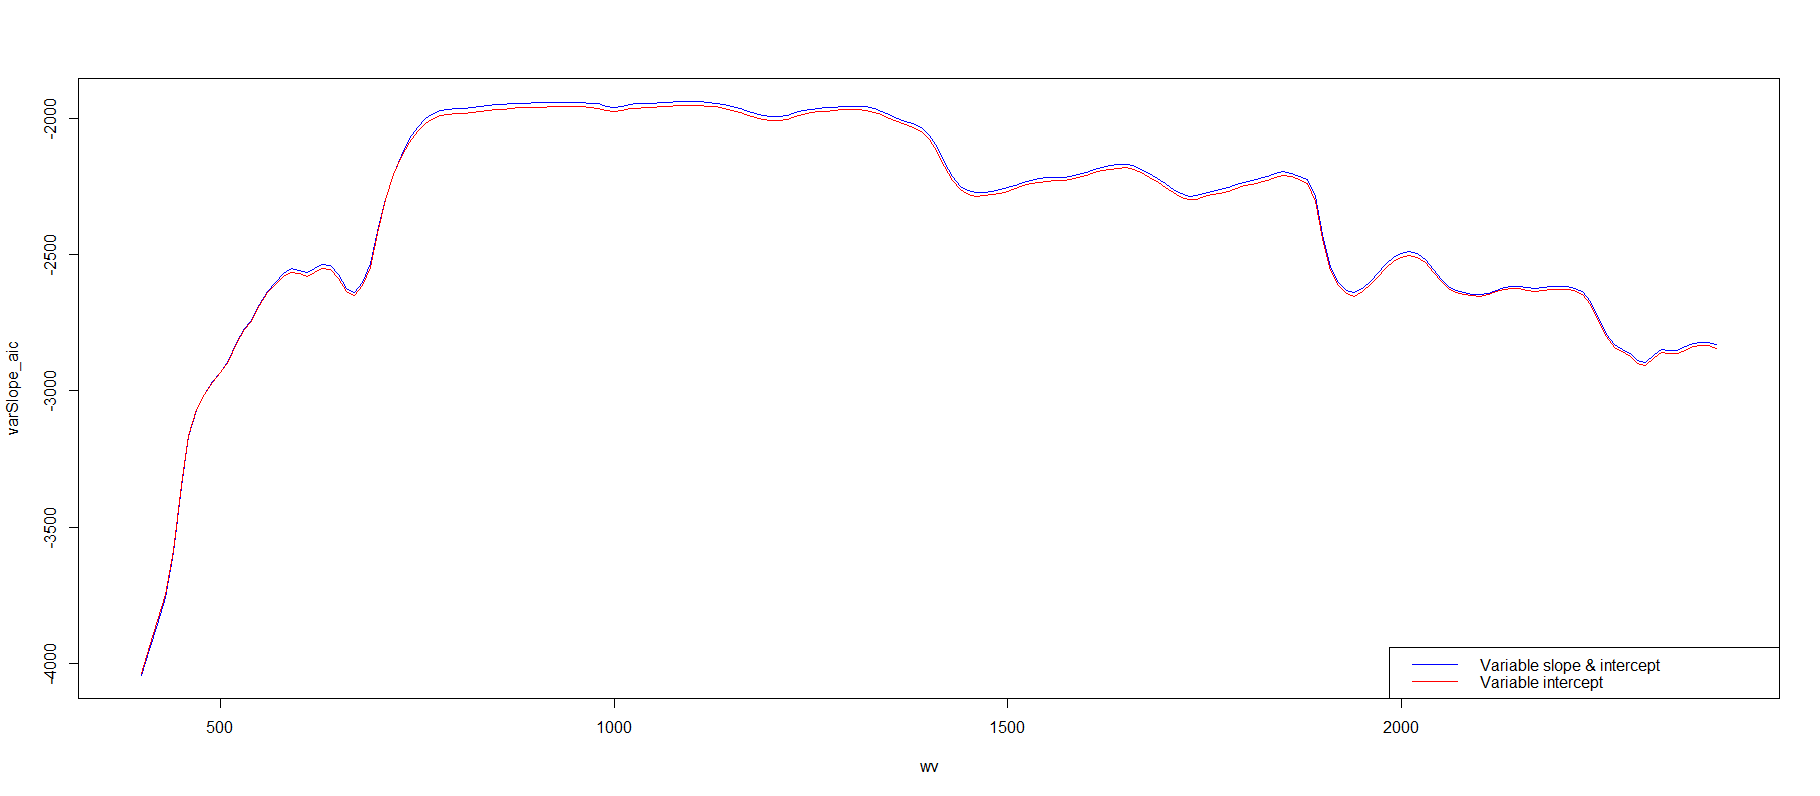 varSlope_aic
-2000
-2500
-3000
-3500
-4000
500
1000
1500
2000
wv
Variable slope & intercept
Variable intercept